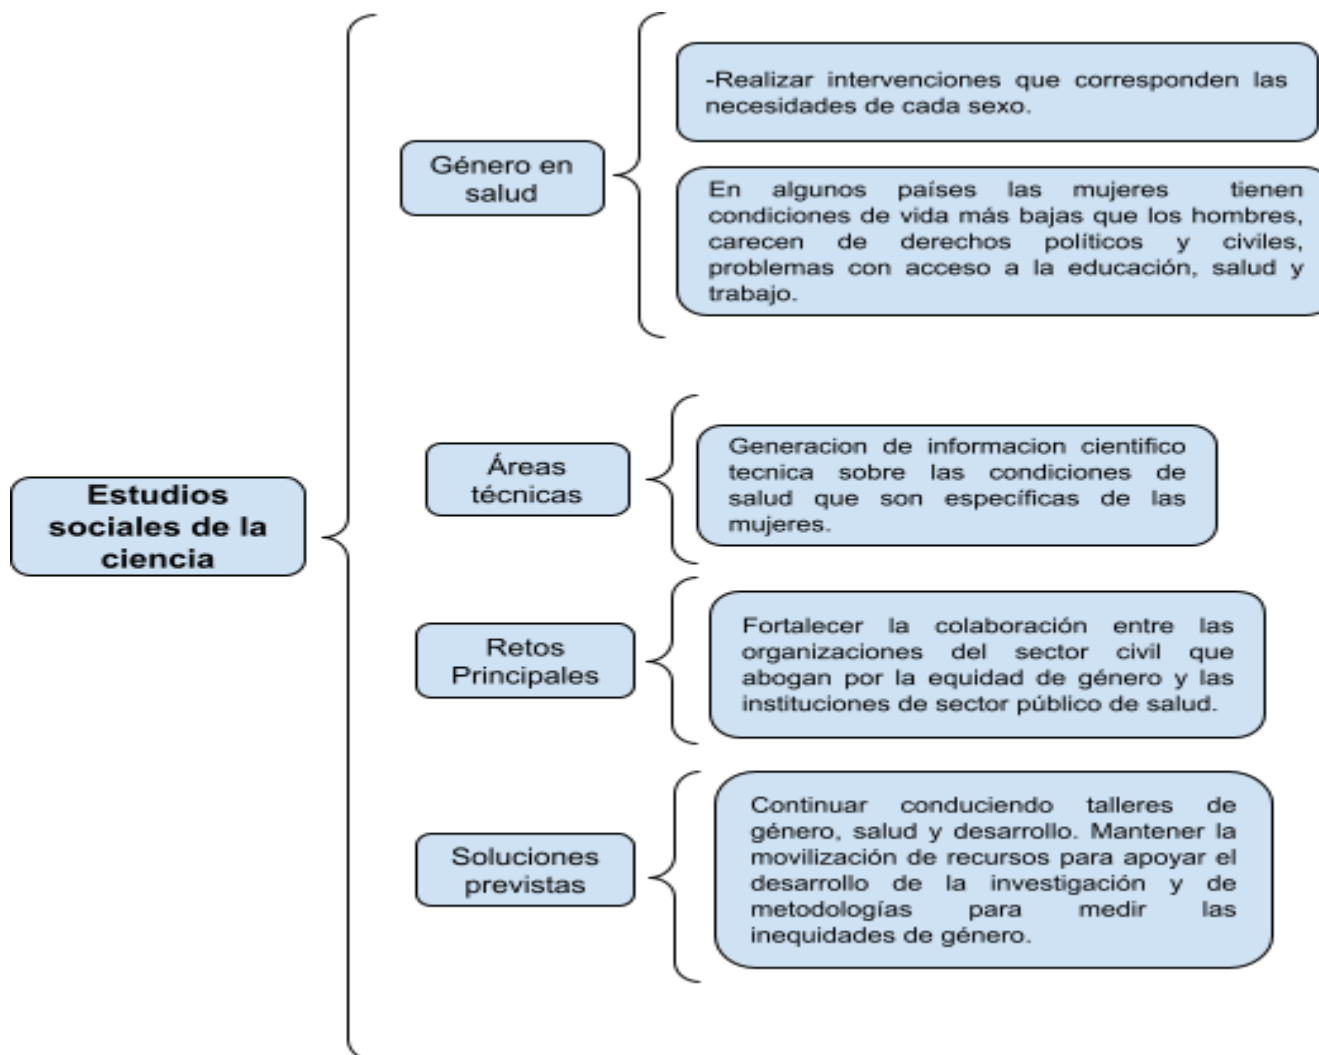 -Realizar intervenciones que corresponden las
necesidades de cada sexo.
Género en
salud
En algunos países las mujeres tienen
condiciones de vida más bajas que los hombres,
carecen de derechos políticos y civiles,
problemas con acceso a la educación, salud y
trabajo.
Estudios
sociales de la
ciencia
Áreas
técnicas
Generacion de informacion cientifico
tecnica sobre las condiciones de
salud que son específicas de las
mujeres.
Retos
Principales
Fortalecer la colaboración entre las
organizaciones del sector civil que
abogan por la equidad de género y las
instituciones de sector público de salud.
Soluciones
previstas
Continuar conduciendo talleres de
género, salud y desarrollo. Mantener la
movilización de recursos para apoyar el
desarrollo de la investigación y de
metodologías para medir las
inequidades de género.